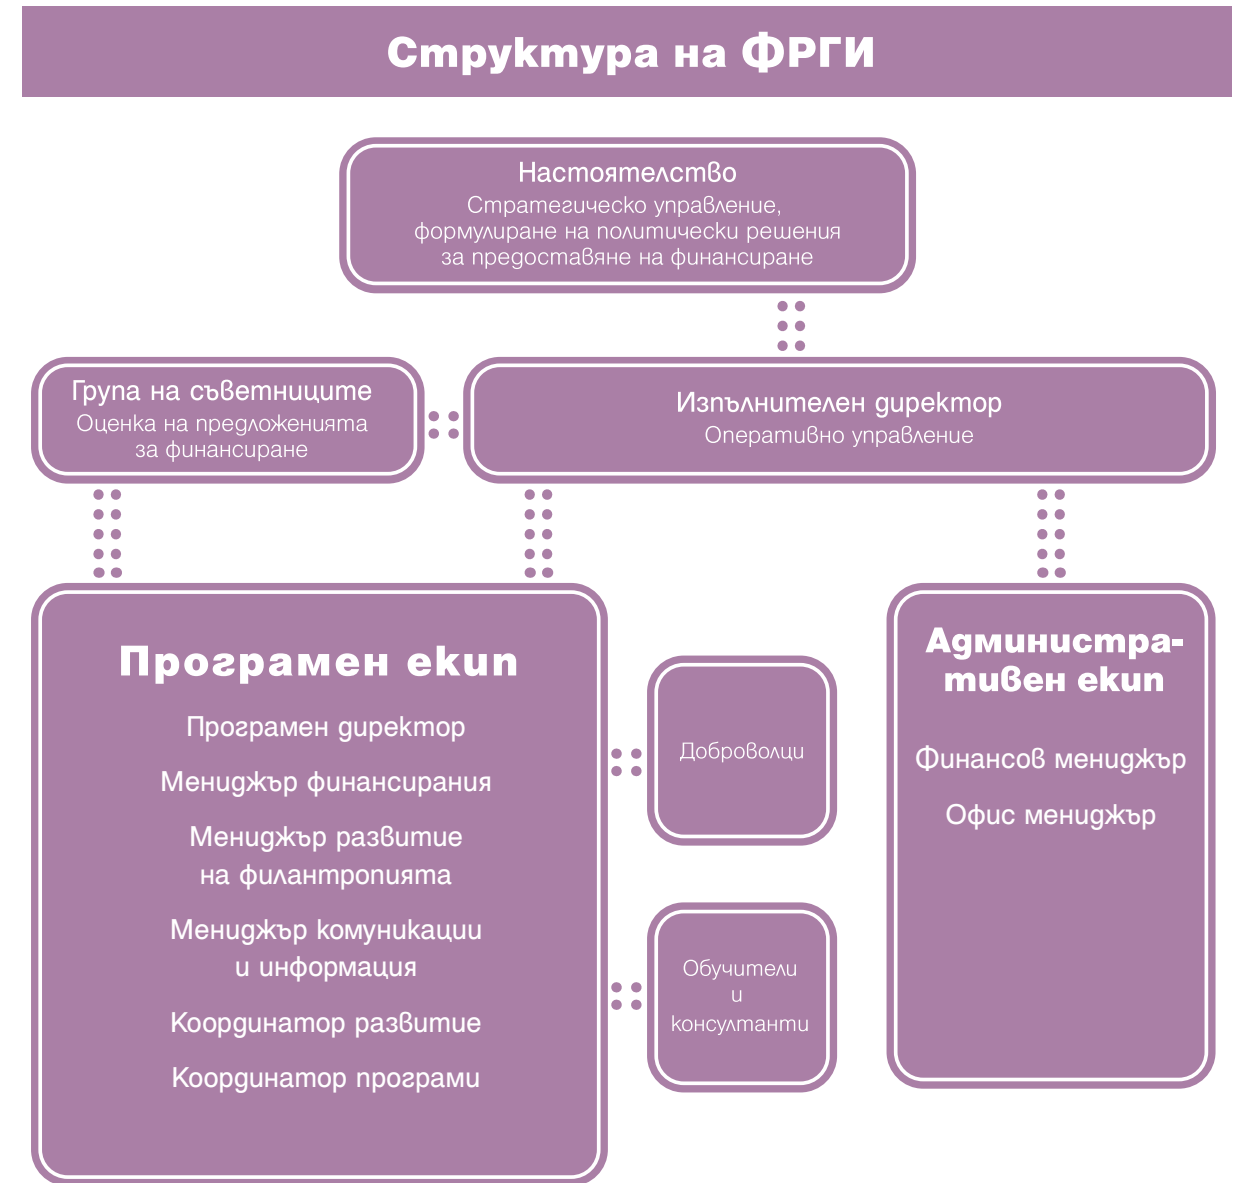 Структура на ФРГИ
Настоятелство
Стратегическо управление,
формулиране на политически решения
за предоставяне на финансиране
Група на съветниците
Оценка на предложенията
за финансиране
Изпълнителен директор
Оперативно управление
Програмен екип
Програмен директор
Мениджър финансирания
Мениджър развитие
на филантропията
Мениджър комуникации
и информация
Координатор развитие
Координатор програми
Доброволци
Обучители
и
консултанти
Администра-
тивен екип
Финансов мениджър
Офис мениджър